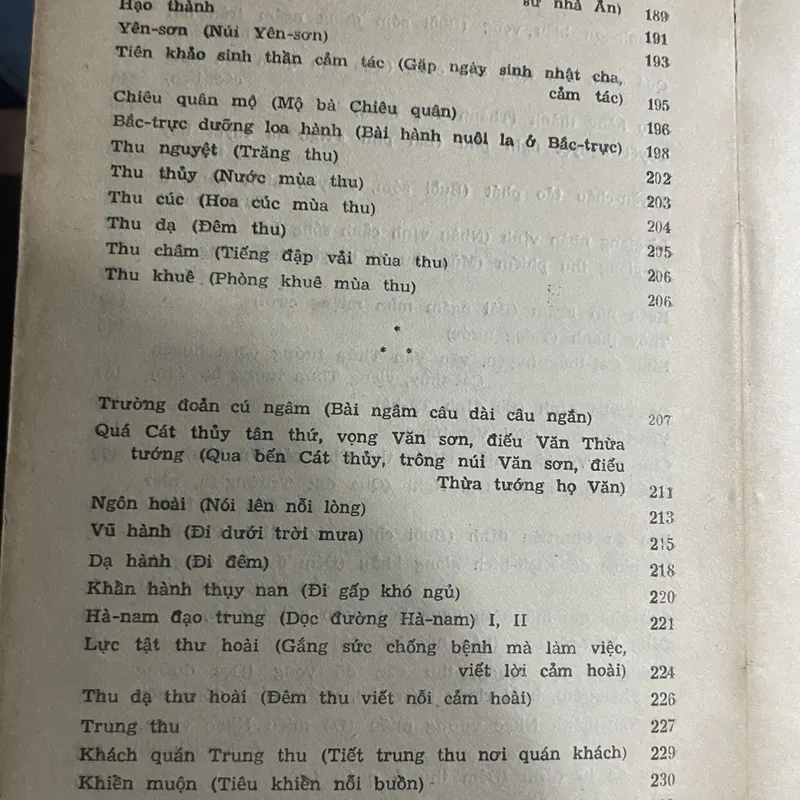 Hạo thành
sử nhà Ân) 189
Yên-sơn (Núi Yên-sơn) 191
Tiên khảo sinh thần cảm tác (Gặp ngày sinh nhật cha, 193
cảm tác) 195
Chiêu quân mộ (Mộ bà Chiêu quân) 196
Bắc-trực dưỡng loa hành (Bài hành nuôi la ở Bắc-trực) 198
Thu nguyệt (Trăng thu) 202
Thu thủy (Nước mùa thu) 203
Thu cúc (Hoa cúc mùa thu) 204
Thu dạ (Đêm thu) 205
Thu châm (Tiếng đập vải mùa thu) 206
Thu khuê (Phòng khuê mùa thu) 206
*
* *
Trường đoản cú ngâm (Bài ngâm câu dài câu ngắn) 207
Quá Cát thủy tân thứ, vọng Văn sơn, điếu Văn Thừa
tướng (Qua bến Cát thủy, trông núi Văn sơn, điếu
Thừa tướng họ Văn) 211
Ngôn hoài (Nói lên nỗi lòng) 213
Vũ hành (Đi dưới trời mưa) 215
Dạ hành (Đi đêm) 218
Khẩn hành thụy nan (Đi gấp khó ngủ) 220
Hà-nam đạo trung (Dọc đường Hà-nam) I, II 221
Lực tật thư hoài (Gắng sức chống bệnh mà làm việc,
viết lời cảm hoài) 224
Thu dạ thư hoài (Đêm thu viết nỗi cảm hoài) 226
Trung thu 227
Khách quán Trung thu (Tiết trung thu nơi quán khách) 229
Khiển muộn (Tiêu khiển nỗi buồn) 230